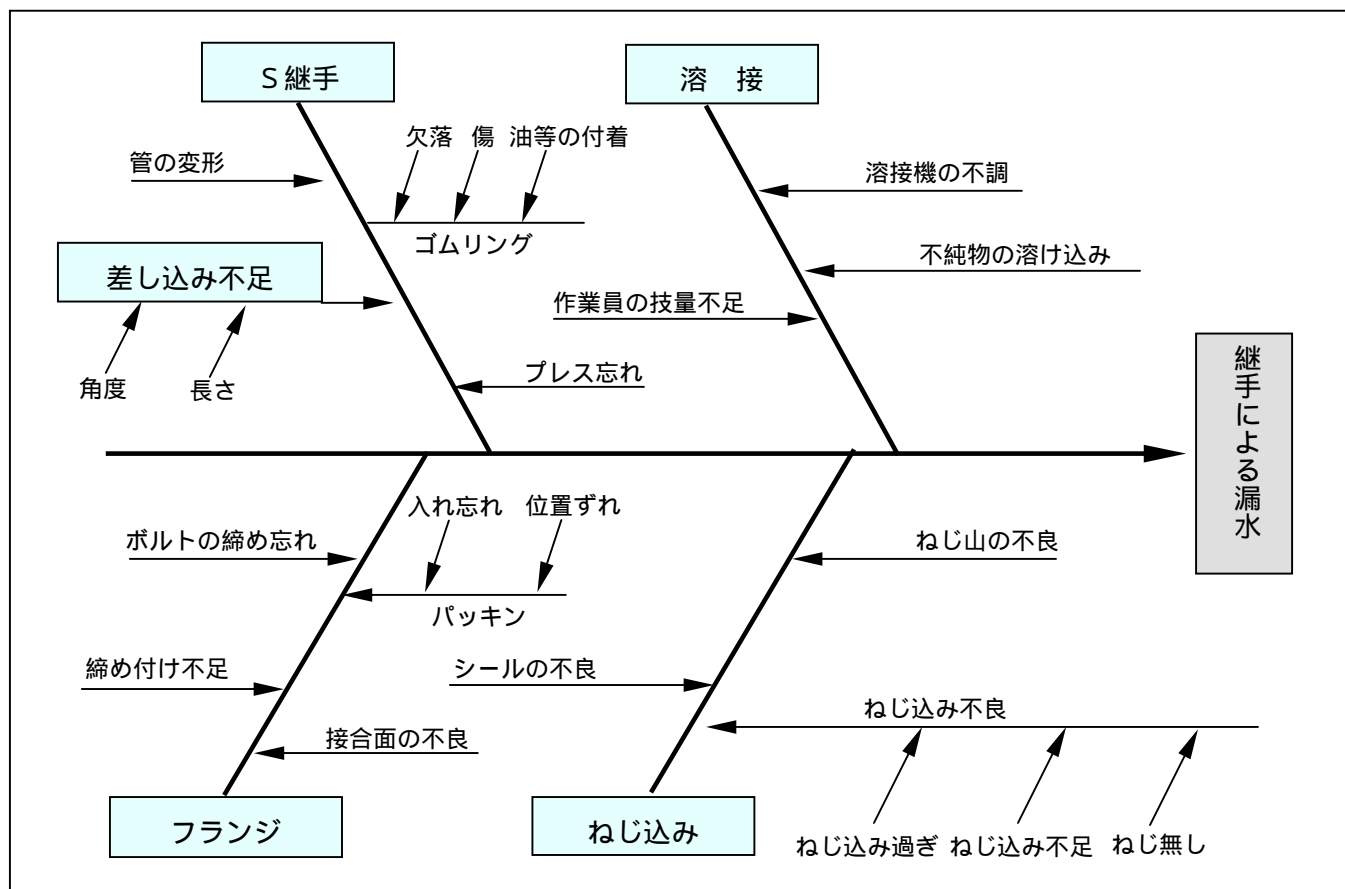 S継手
溶　接
欠落　傷　油等の付着
管の変形
溶接機の不調
ゴムリング
不純物の溶け込み
差し込み不足
作業員の技量不足
角度　長さ
プレス忘れ
継手による漏水
入れ忘れ　位置ずれ
ボルトの締め忘れ
ねじ山の不良
パッキン
締め付け不足
シールの不良
ねじ込み不良
接合面の不良
フランジ
ねじ込み
ねじ込み過ぎ　ねじ込み不足　ねじ無し